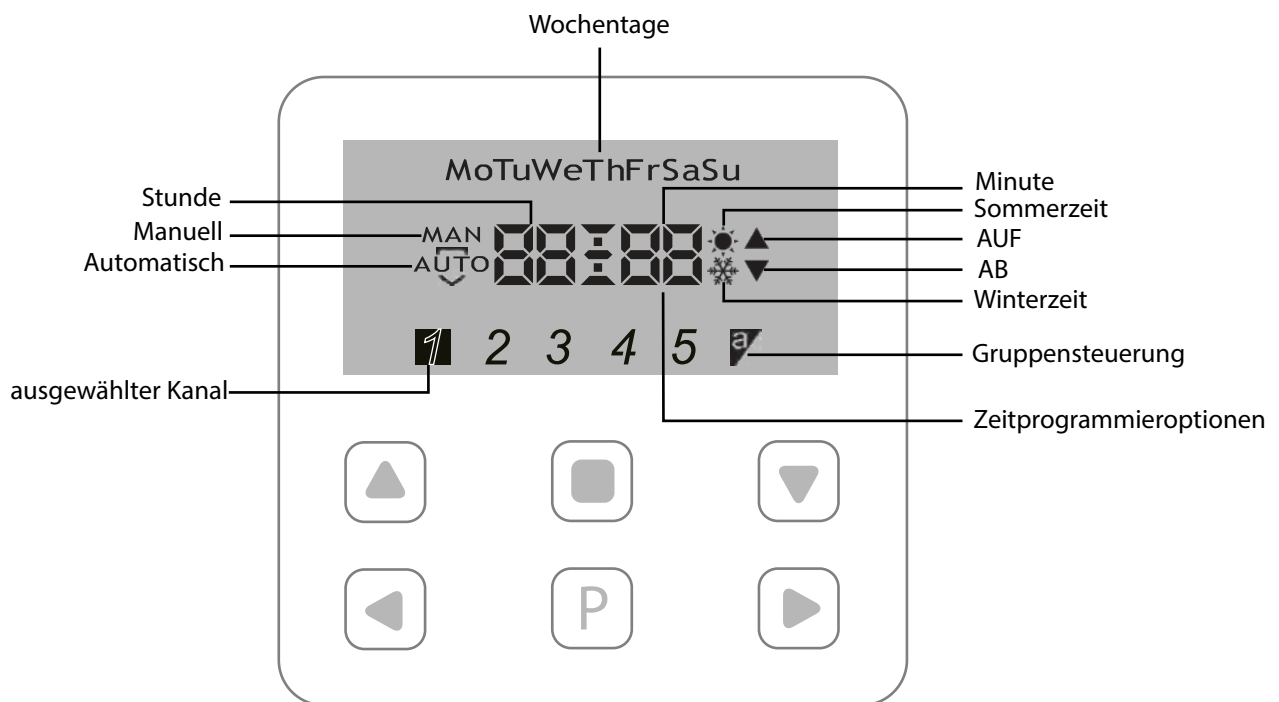 Wochentage
MoTuWeThFrSaSu
Stunde
Manuell
Automatisch
MAN
AUTO
88:88
Minute
Sommerzeit
AUF
AB
Winterzeit
1 2 3 4 5 a
Gruppensteuerung
ausgewählter Kanal
Zeitprogrammieroptionen
P